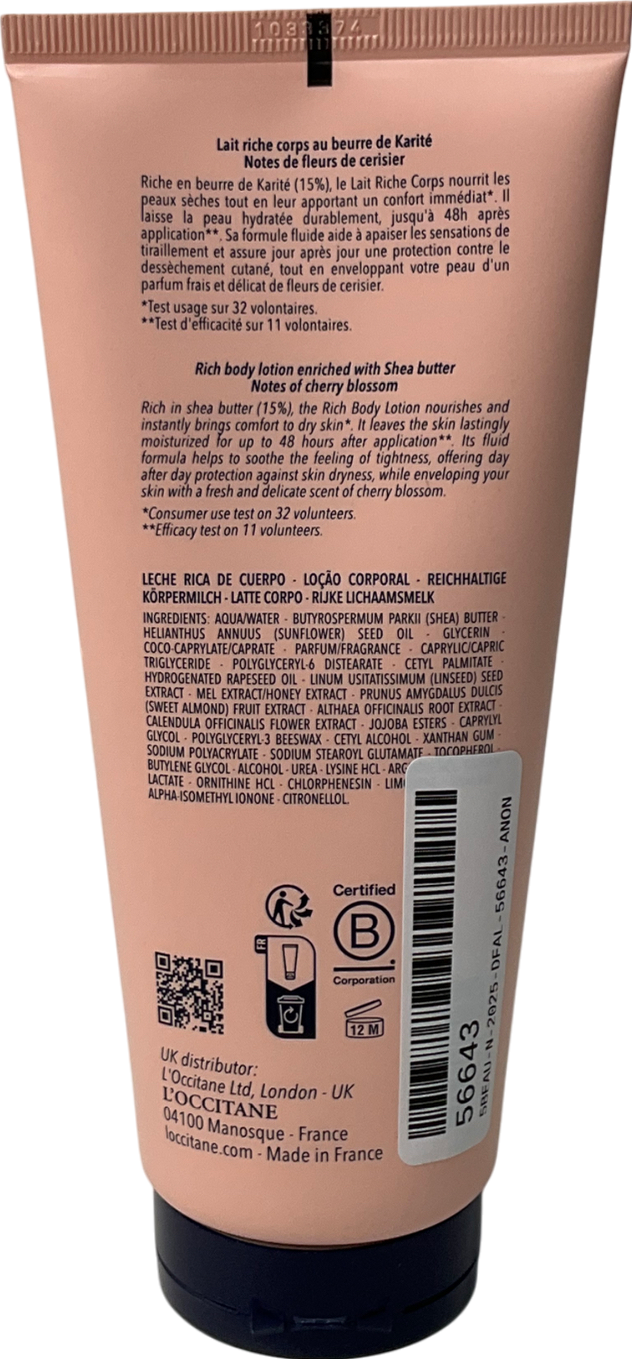 1033374
Lait riche corps au beurre de Karité
Notes de fleurs de cerisier
Riche en beurre de Karité (15%), le Lait Riche Corps nourrit les
peaux sèches tout en leur apportant un confort immédiat*. Il
laisse la peau hydratée durablement, jusqu'à 48h après
application**. Sa formule fluide aide à apaiser les sensations de
tiraillement et assure jour après jour une protection contre le
dessèchement cutané, tout en enveloppant votre peau d'un
parfum frais et délicat de fleurs de cerisier.
*Test usage sur 32 volontaires.
**Test d'efficacité sur 11 volontaires.
Rich body lotion enriched with Shea butter
Notes of cherry blossom
Rich in shea butter (15%), the Rich Body Lotion nourishes and
instantly brings comfort to dry skin*. It leaves the skin lastingly
moisturized for up to 48 hours after application**. Its fluid
formula helps to soothe the feeling of tightness, offering day
after day protection against skin dryness, while enveloping your
skin with a fresh and delicate scent of cherry blossom.
*Consumer use test on 32 volunteers.
**Efficacy test on 11 volunteers.
LECHE RICA DE CUERPO - LOÇÃO CORPORAL - REICHHALTIGE
KÖRPERMILCH - LATTE CORPO - RIJKE LICHAAMSMELK
INGREDIENTS: AQUA/WATER - BUTYROSPERMUM PARKII (SHEA) BUTTER -
HELIANTHUS ANNUUS (SUNFLOWER) SEED OIL - GLYCERIN -
COCO-CAPRYLATE/CAPRATE - PARFUM/FRAGRANCE - CAPRYLIC/CAPRIC
TRIGLYCERIDE - POLYGLYCERYL-6 DISTEARATE - CETYL PALMITATE -
HYDROGENATED RAPESEED OIL - LINUM USITATISSIMUM (LINSEED) SEED
EXTRACT - MEL EXTRACT/HONEY EXTRACT - PRUNUS AMYGDALUS DULCIS
(SWEET ALMOND) FRUIT EXTRACT - ALTHAEA OFFICINALIS ROOT EXTRACT -
CALENDULA OFFICINALIS FLOWER EXTRACT - JOJOBA ESTERS - CAPRYLYL
GLYCOL - POLYGLYCERYL-3 BEESWAX - CETYL ALCOHOL - XANTHAN GUM -
SODIUM POLYACRYLATE - SODIUM STEAROYL GLUTAMATE - TOCOPHEROL -
BUTYLENE GLYCOL - ALCOHOL - UREA - LYSINE HCL - ARG
LACTATE - ORNITHINE HCL - CHLORPHENESIN - LIMO
ALPHA-ISOMETHYL IONONE - CITRONELLOL.
Certified
B
Corporation
FR
12 M
UK distributor:
L'Occitane Ltd, London - UK
L'OCCITANE
04100 Manosque - France
loccitane.com - Made in France
56643
5BEAU-N-2025-DFAL-56643-ANON